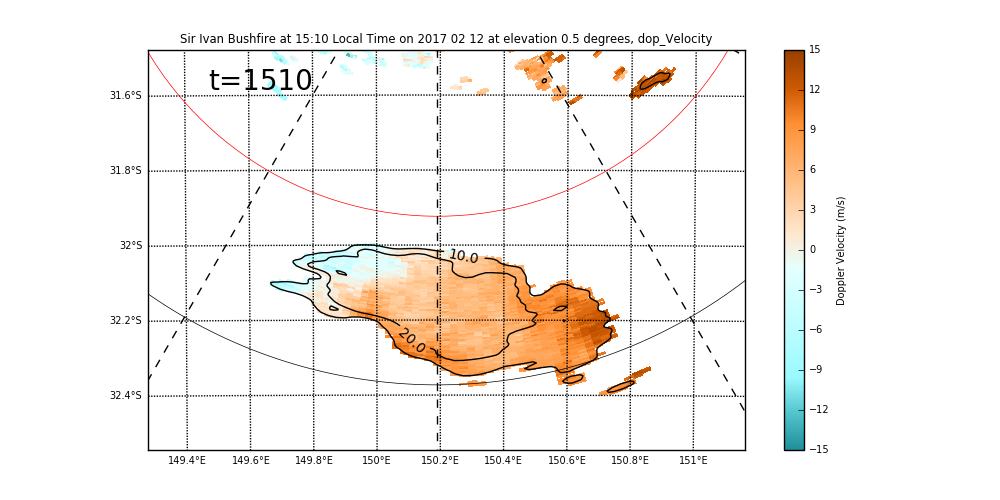 Sir Ivan Bushfire at 15:10 Local Time on 2017 02 12 at elevation 0.5 degrees, dop_Velocity
t=1510
31.6°S
31.8°S
32°S
32.2°S
32.4°S
10.0
20.0
149.4°E 149.6°E 149.8°E 150°E 150.2°E 150.4°E 150.6°E 150.8°E 151°E
15
12
9
6
3
0
−3
−6
−9
−12
−15
Doppler Velocity (m/s)